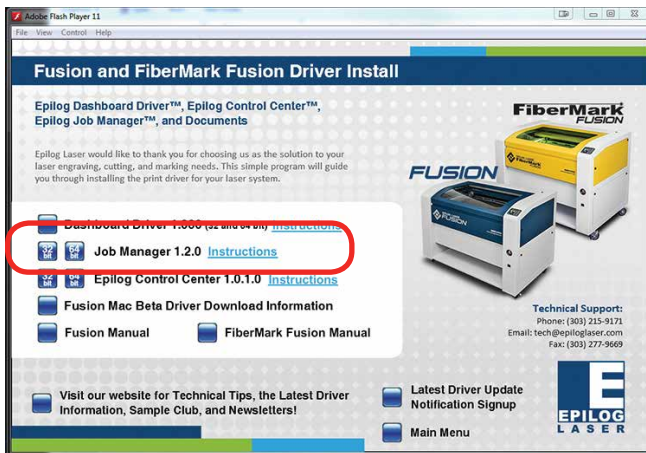 Adobe Flash Player 11
File View Control Help
Fusion and FiberMark Fusion Driver Install
Epilog Dashboard Driver™, Epilog Control Center™,
Epilog Job Manager™, and Documents
Epilog Laser would like to thank you for choosing us as the solution to your
laser engraving, cutting, and marking needs. This simple program will guide
you through installing the print driver for your laser system.
FiberMark
FUSION
FUSION
Dashboard Driver 1.000 (32 and 64 bit) Instructions
32 bit 64 bit Job Manager 1.2.0 Instructions
32 bit 64 bit Epilog Control Center 1.0.1.0 Instructions
Fusion Mac Beta Driver Download Information
Fusion Manual FiberMark Fusion Manual
Technical Support:
Phone: (303) 215-9171
Email: tech@epiloglaser.com
Fax: (303) 277-9669
Visit our website for Technical Tips, the Latest Driver
Information, Sample Club, and Newsletters!
Latest Driver Update
Notification Signup
Main Menu
EPILOG
LASER